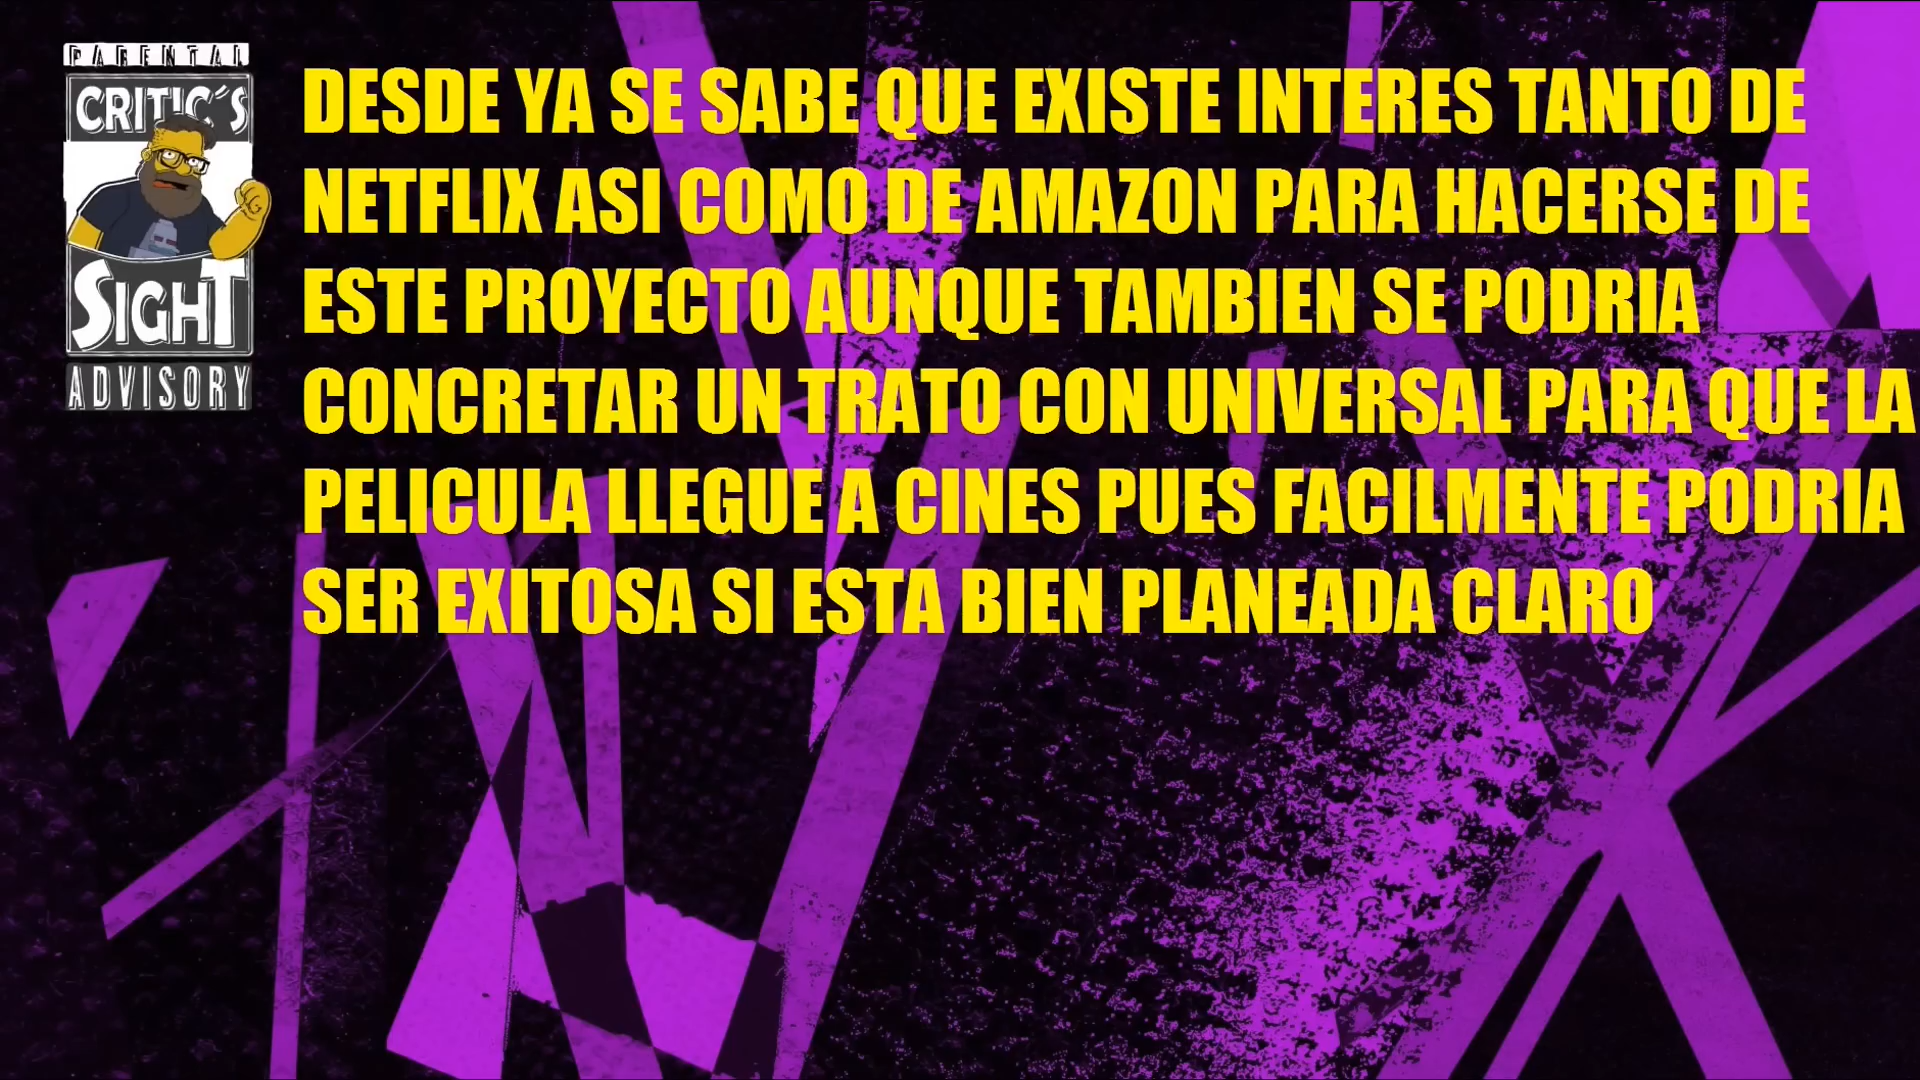 PARENTAL
CRITIC´S
SIGHT
ADVISORY
DESDE YA SE SABE QUE EXISTE INTERES TANTO DE
NETFLIX ASI COMO DE AMAZON PARA HACERSE DE
ESTE PROYECTO AUNQUE TAMBIEN SE PODRIA
CONCRETAR UN TRATO CON UNIVERSAL PARA QUE LA
PELICULA LLEGUE A CINES PUES FACILMENTE PODRIA
SER EXITOSA SI ESTA BIEN PLANEADA CLARO